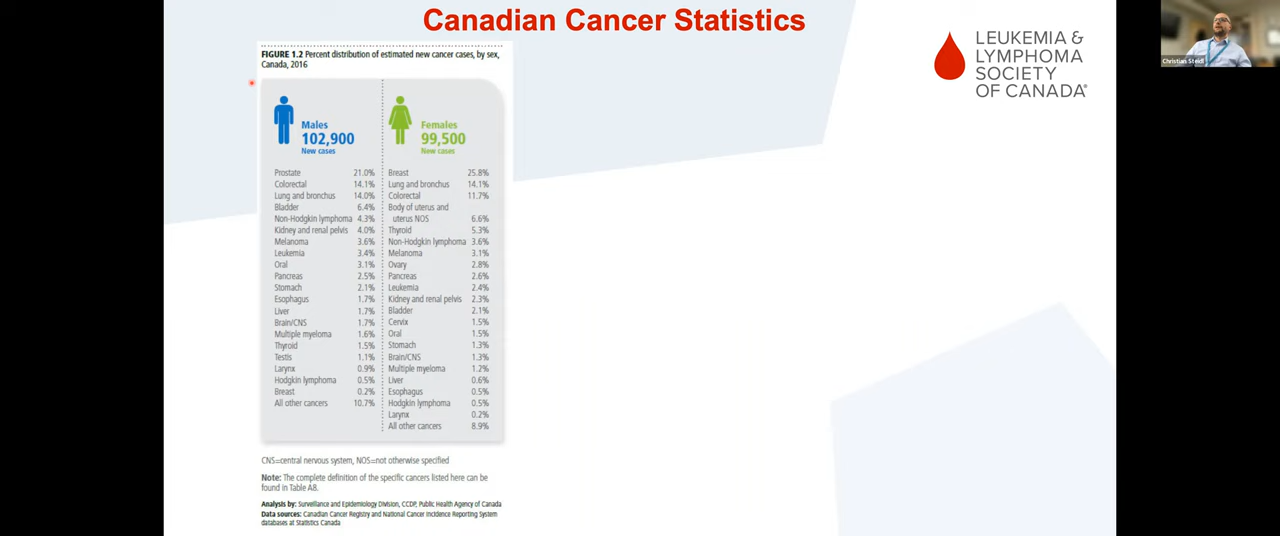 Canadian Cancer Statistics
FIGURE 1.2 Percent distribution of estimated new cancer cases, by sex,
Canada, 2016
Males
102,900
New cases
Prostate 21.0%
Colorectal 14.1%
Lung and bronchus 14.0%
Bladder 6.4%
Non-Hodgkin lymphoma 4.3%
Kidney and renal pelvis 4.0%
Melanoma 3.6%
Leukemia 3.4%
Oral 3.1%
Pancreas 2.5%
Stomach 2.1%
Esophagus 1.7%
Liver 1.7%
Brain/CNS 1.7%
Multiple myeloma 1.6%
Thyroid 1.5%
Testis 1.1%
Larynx 0.9%
Hodgkin lymphoma 0.5%
Breast 0.2%
All other cancers 10.7%
Females
99,500
New cases
Breast 25.8%
Lung and bronchus 14.1%
Colorectal 11.7%
Body of uterus and
uterus NOS 6.6%
Thyroid 5.3%
Non-Hodgkin lymphoma 3.6%
Melanoma 3.1%
Ovary 2.8%
Pancreas 2.6%
Leukemia 2.4%
Kidney and renal pelvis 2.3%
Bladder 2.1%
Cervix 1.5%
Oral 1.5%
Stomach 1.3%
Brain/CNS 1.3%
Multiple myeloma 1.2%
Liver 0.6%
Esophagus 0.5%
Hodgkin lymphoma 0.5%
Larynx 0.2%
All other cancers 8.9%
CNS=central nervous system, NOS=not otherwise specified
Note: The complete definition of the specific cancers listed here can be
found in Table A8.
Analysis by: Surveillance and Epidemiology Division, CCDP, Public Health Agency of Canada
Data sources: Canadian Cancer Registry and National Cancer Incidence Reporting System
databases at Statistics Canada
LEUKEMIA &
LYMPHOMA
SOCIETY
OF CANADA®
Christian Steidl